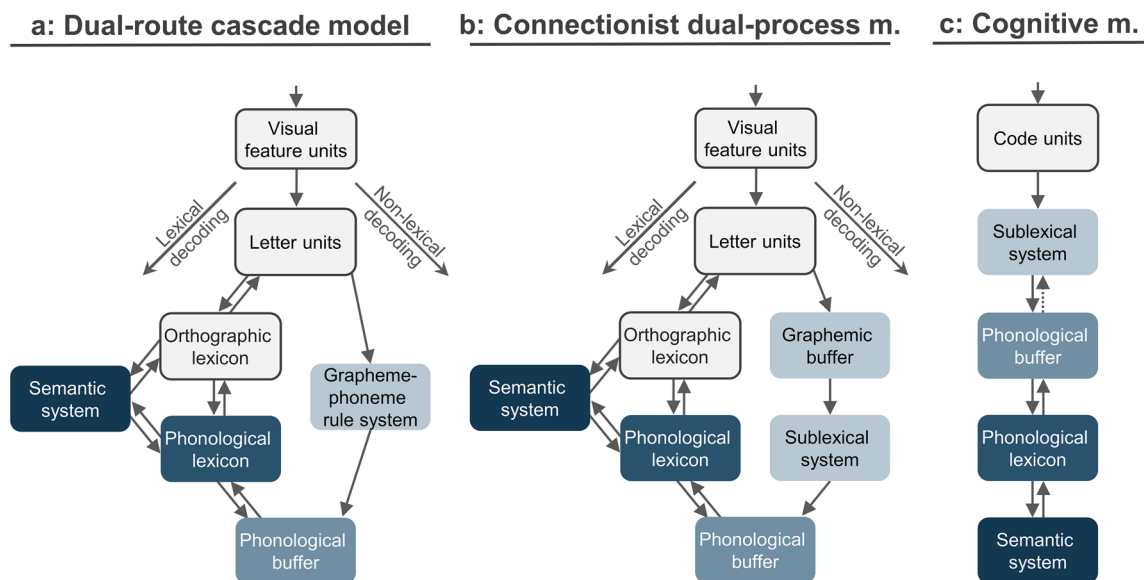 a: Dual-route cascade model
Visual
feature units
Lexical
decoding
Non-lexical
decoding
Letter units
Orthographic
lexicon
Semantic
system
Grapheme-
phoneme
rule system
Phonological
lexicon
Phonological
buffer
b: Connectionist dual-process m.
Visual
feature units
Lexical
decoding
Non-lexical
decoding
Letter units
Orthographic
lexicon
Graphemic
buffer
Semantic
system
Phonological
lexicon
Sublexical
system
Phonological
buffer
c: Cognitive m.
Code units
Sublexical
system
Phonological
buffer
Phonological
lexicon
Semantic
system